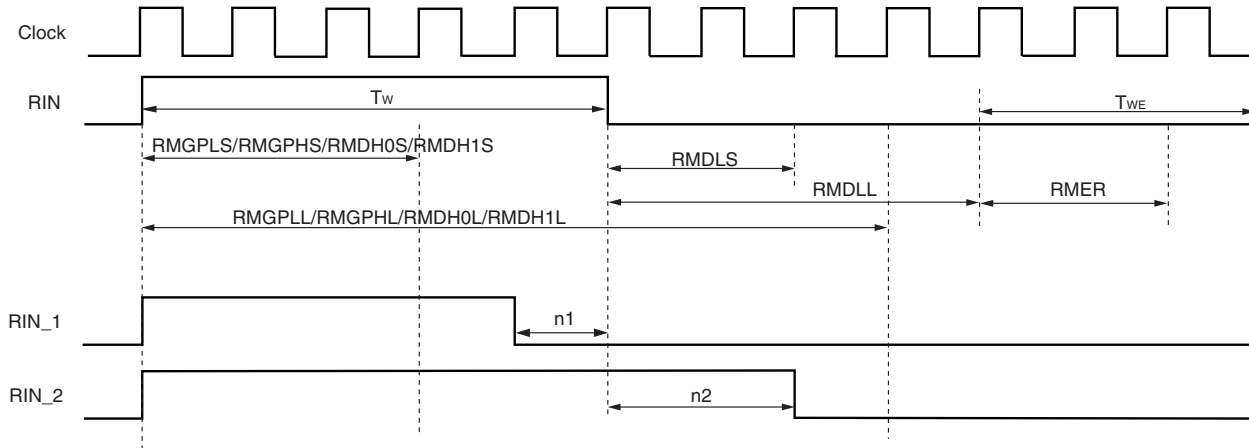 Clock
RIN
Tw
TWE
RMGPLS/RMGPHS/RMDH0S/RMDH1S
RMDLS
RMDLL
RMER
RMGPLL/RMGPHL/RMDH0L/RMDH1L
RIN_1
n1
RIN_2
n2